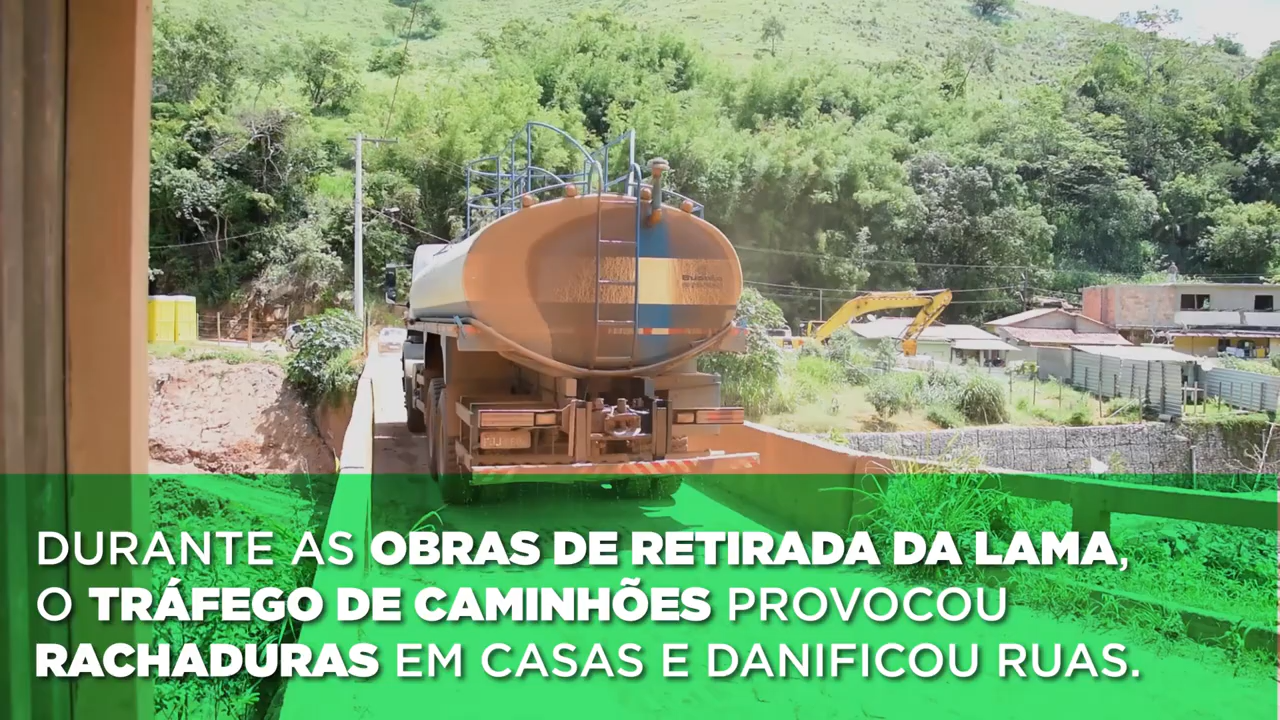 DURANTE AS OBRAS DE RETIRADA DA LAMA,
O TRÁFEGO DE CAMINHÕES PROVOCOU
RACHADURAS EM CASAS E DANIFICOU RUAS.